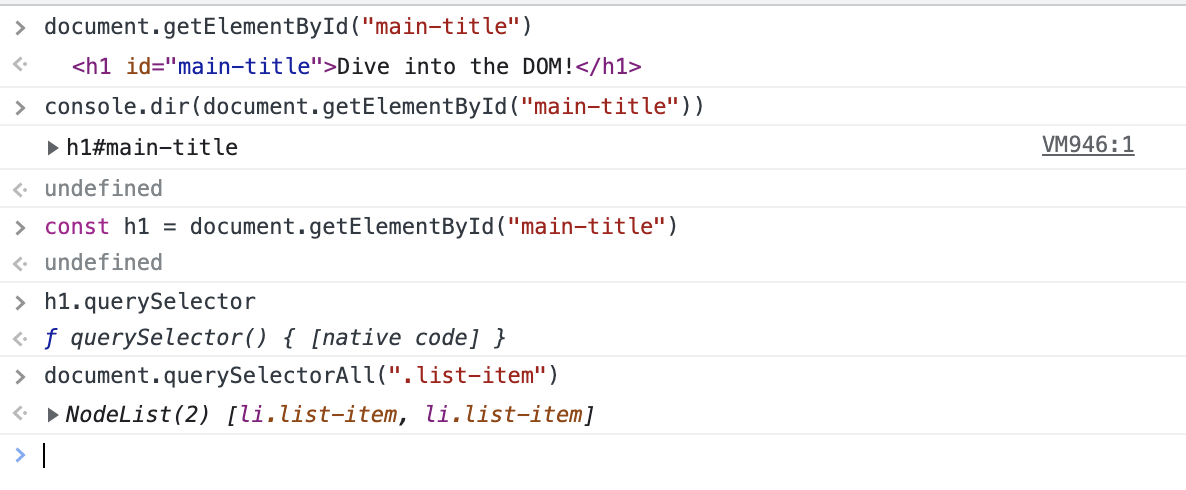 > document.getElementById("main-title")
<· <h1 id="main-title">Dive into the DOM!</h1>
> console.dir(document.getElementById("main-title"))
▶ h1#main-title VM946:1
<· undefined
> const h1 = document.getElementById("main-title")
<· undefined
> h1.querySelector
<· ƒ querySelector() { [native code] }
> document.querySelectorAll(".list-item")
<· ▶ NodeList(2) [li.list-item, li.list-item]
>